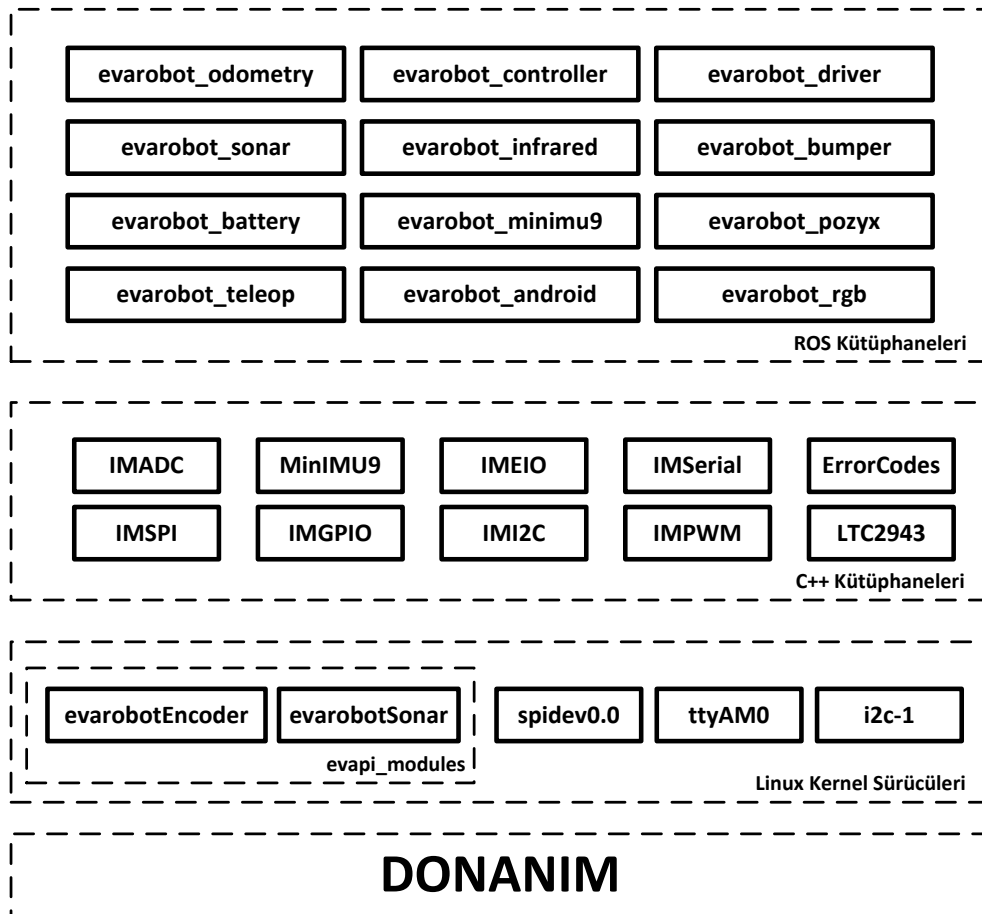 evarobot_odometry evarobot_controller evarobot_driver
evarobot_sonar evarobot_infrared evarobot_bumper
evarobot_battery evarobot_minimu9 evarobot_pozyx
evarobot_teleop evarobot_android evarobot_rgb
ROS Kütüphaneleri
IMADC MinIMU9 IMEIO IMSerial ErrorCodes
IMSPI IMGPIO IMI2C IMPWM LTC2943
C++ Kütüphaneleri
evarobotEncoder evarobotSonar spidev0.0 ttyAM0 i2c-1
evapi_modules
Linux Kernel Sürücüleri
DONANIM